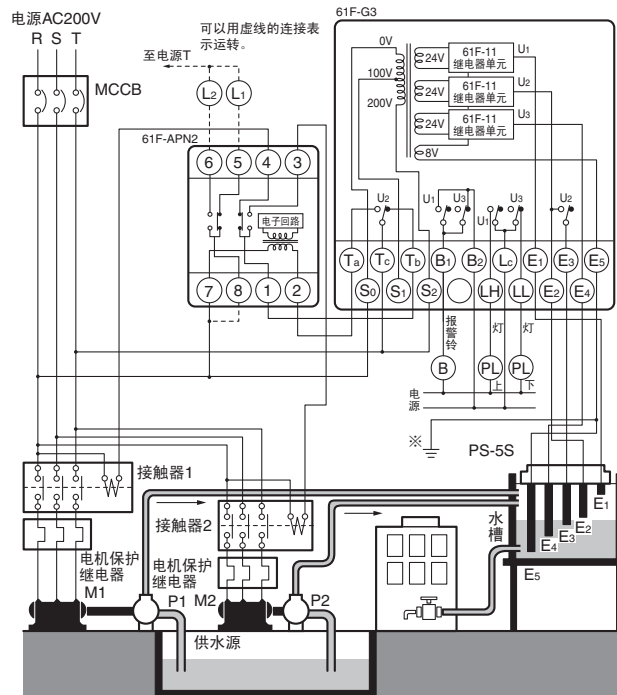 电源AC200V
R S T
可以用虚线的连接表
示运转。
至电源T
L2 L1
MCCB
61F-APN2
6 5 4 3
电子回路
7 8 1 2
61F-G3
0V
100V
200V
24V
61F-11
继电器单元
U1
24V
61F-11
继电器单元
U2
24V
61F-11
继电器单元
U3
8V
U2
U1 U3
U1 U3
U2
Ta Tc Tb B1 B2 Lc E1 E3 E5
S0 S1 S2 LH LL E2 E4
报警铃
灯
灯
B
PL 上
PL 下
电源
※
PS-5S
接触器1
接触器2
水槽
E1
E2
E3
E4
E5
电机保护
继电器
M1
电机保护
继电器
M2
P1
P2
供水源